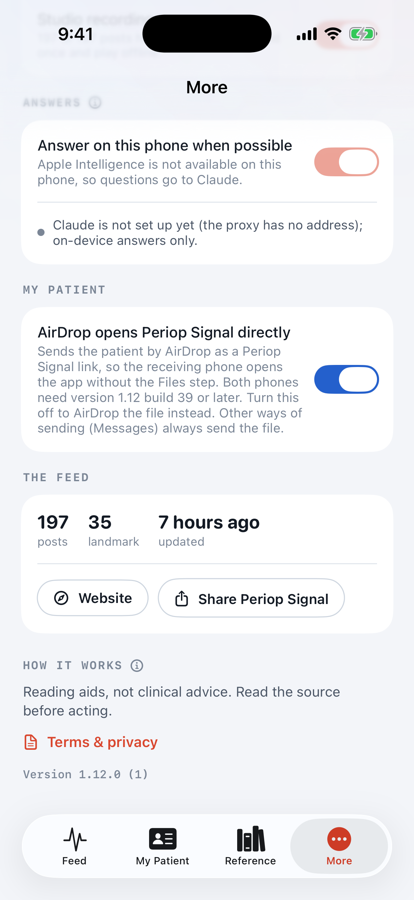 9:41
More
ANSWERS
Answer on this phone when possible
Apple Intelligence is not available on this
phone, so questions go to Claude.
Claude is not set up yet (the proxy has no address);
on-device answers only.
MY PATIENT
AirDrop opens Periop Signal directly
Sends the patient by AirDrop as a Periop
Signal link, so the receiving phone opens
the app without the Files step. Both phones
need version 1.12 build 39 or later. Turn this
off to AirDrop the file instead. Other ways of
sending (Messages) always send the file.
THE FEED
197 35 7 hours ago
posts landmark updated
Website Share Periop Signal
HOW IT WORKS
Reading aids, not clinical advice. Read the source
before acting.
Terms & privacy
Version 1.12.0 (1)
Feed My Patient Reference More